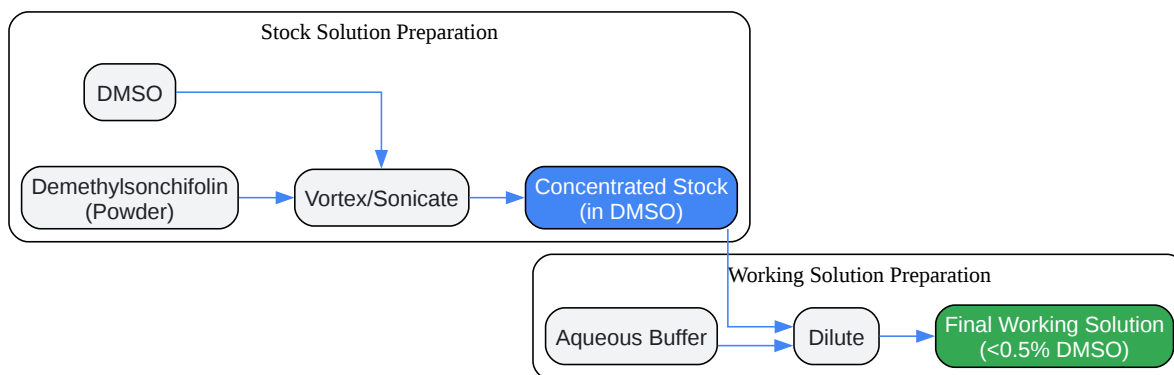 Stock Solution Preparation
DMSO
Demethylsonchifolin
(Powder)
Vortex/Sonicate
Concentrated Stock
(in DMSO)
Working Solution Preparation
Aqueous Buffer
Dilute
Final Working Solution
(<0.5% DMSO)